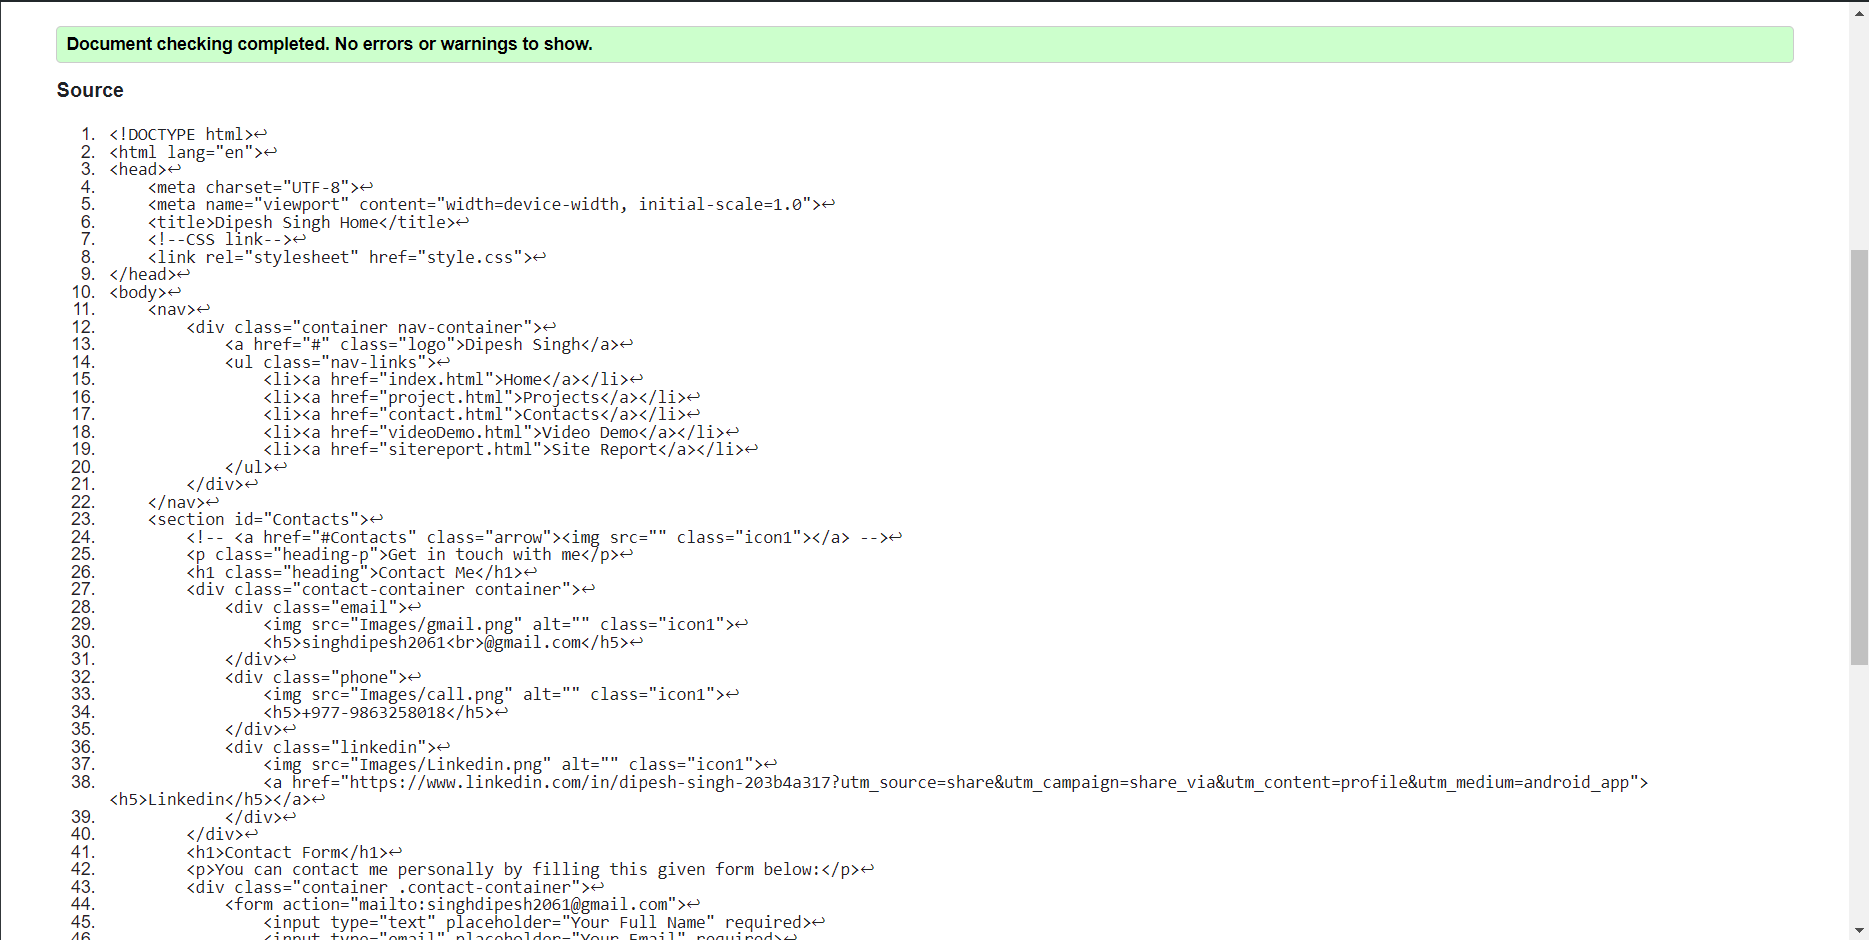 Document checking completed. No errors or warnings to show.
Source
1. <!DOCTYPE html>↩
2. <html lang="en">↩
3. <head>↩
4.     <meta charset="UTF-8">↩
5.     <meta name="viewport" content="width=device-width, initial-scale=1.0">↩
6.     <title>Dipesh Singh Home</title>↩
7.     <!--CSS link-->↩
8.     <link rel="stylesheet" href="style.css">↩
9. </head>↩
10. <body>↩
11.     <nav>↩
12.         <div class="container nav-container">↩
13.             <a href="#" class="logo">Dipesh Singh</a>↩
14.             <ul class="nav-links">↩
15.                 <li><a href="index.html">Home</a></li>↩
16.                 <li><a href="project.html">Projects</a></li>↩
17.                 <li><a href="contact.html">Contacts</a></li>↩
18.                 <li><a href="videoDemo.html">Video Demo</a></li>↩
19.                 <li><a href="sitereport.html">Site Report</a></li>↩
20.             </ul>↩
21.         </div>↩
22.     </nav>↩
23.     <section id="Contacts">↩
24.         <!-- <a href="#Contacts" class="arrow"><img src="" class="icon1"></a> -->↩
25.         <p class="heading-p">Get in touch with me</p>↩
26.         <h1 class="heading">Contact Me</h1>↩
27.         <div class="contact-container container">↩
28.             <div class="email">↩
29.                 <img src="Images/gmail.png" alt="" class="icon1">↩
30.                 <h5>singhdipesh2061<br>@gmail.com</h5>↩
31.             </div>↩
32.             <div class="phone">↩
33.                 <img src="Images/call.png" alt="" class="icon1">↩
34.                 <h5>+977-9863258018</h5>↩
35.             </div>↩
36.             <div class="linkedin">↩
37.                 <img src="Images/Linkedin.png" alt="" class="icon1">↩
38.                 <a href="https://www.linkedin.com/in/dipesh-singh-203b4a317?utm_source=share&utm_campaign=share_via&utm_content=profile&utm_medium=android_app">
<h5>Linkedin</h5></a>↩
39.             </div>↩
40.         </div>↩
41.         <h1>Contact Form</h1>↩
42.         <p>You can contact me personally by filling this given form below:</p>↩
43.         <div class="container .contact-container">↩
44.             <form action="mailto:singhdipesh2061@gmail.com">↩
45.                 <input type="text" placeholder="Your Full Name" required>↩
46.                 <input type="email" placeholder="Your Email" required>↩